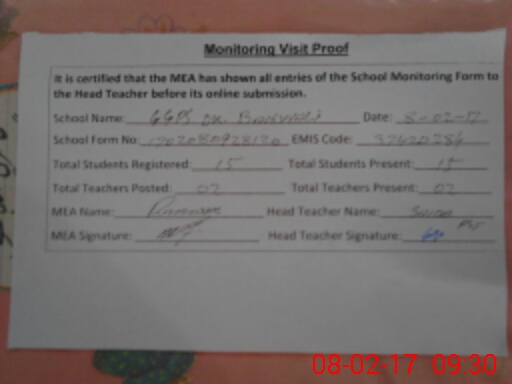 Monitoring Visit Proof
It is certified that the MEA has shown all entries of the School Monitoring Form to
the Head Teacher before its online submission.
School Name: GGPS Date: 8-02-17
School Form No: EMIS Code:
Total Students Registered: 15 Total Students Present: 15
Total Teachers Posted: 02 Total Teachers Present: 02
MEA Name: Head Teacher Name:
MEA Signature: Head Teacher Signature:
08-02-17 09:30